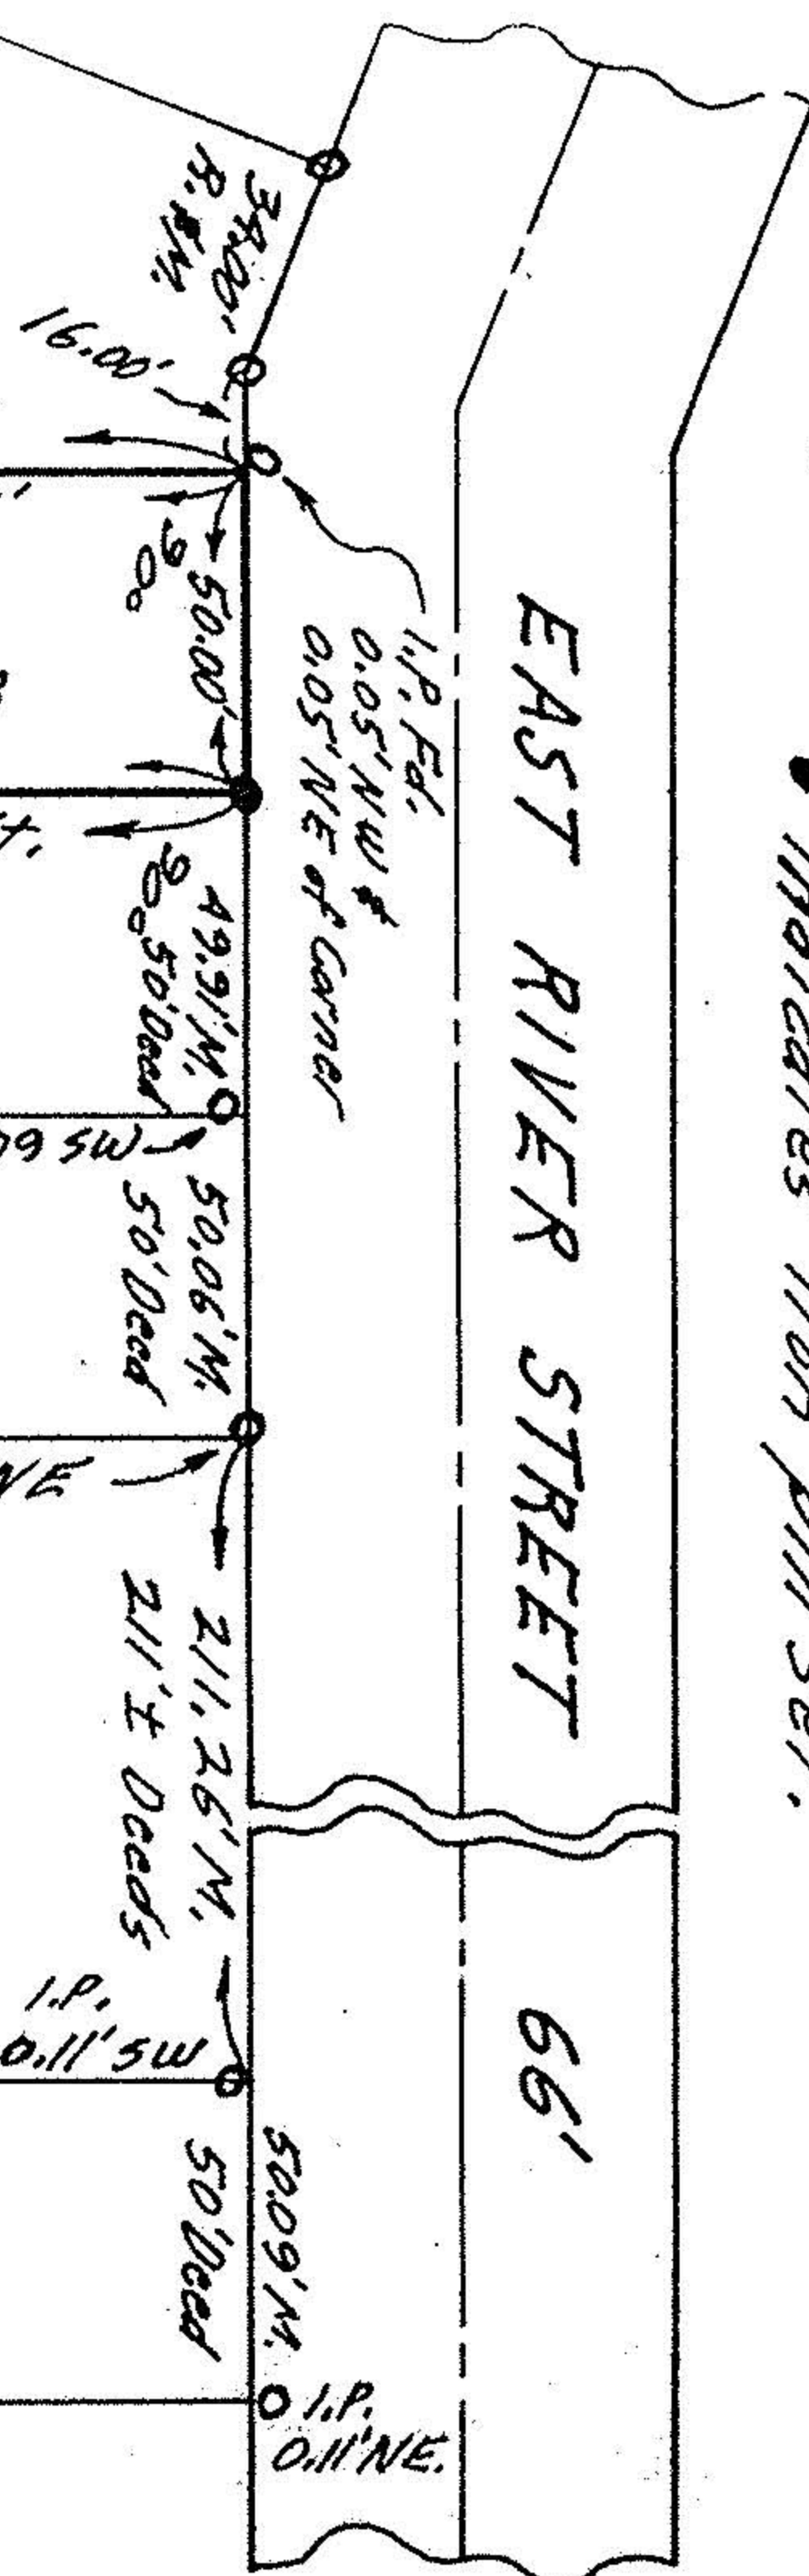 Indicates iron pin set.
EAST RIVER STREET 66'
34.00'
R. & M.
16.00'
50.00'
90°
I.P. Fd.
0.05' NW &
0.05' NE of Corner
49.91' M.
50' Deed
90°
SW
50.06' M.
50' Deed
NE
211.26' M.
211' ± Deeds
I.P.
0.11' SW
50.09' M.
50' Deed
I.P.
0.11' NE.